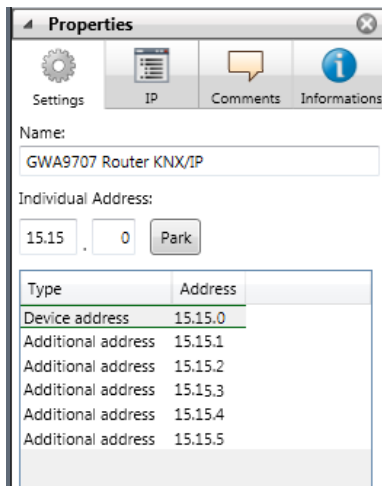 Properties
Settings IP Comments Informations
Name:
GWA9707 Router KNX/IP
Individual Address:
15.15 . 0 Park
Type Address
Device address 15.15.0
Additional address 15.15.1
Additional address 15.15.2
Additional address 15.15.3
Additional address 15.15.4
Additional address 15.15.5